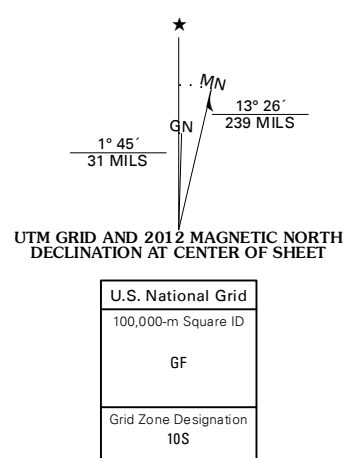 ★
MN
GN
13° 26´
239 MILS
1° 45´
31 MILS
UTM GRID AND 2012 MAGNETIC NORTH
DECLINATION AT CENTER OF SHEET
U.S. National Grid
100,000-m Square ID
GF
Grid Zone Designation
10S